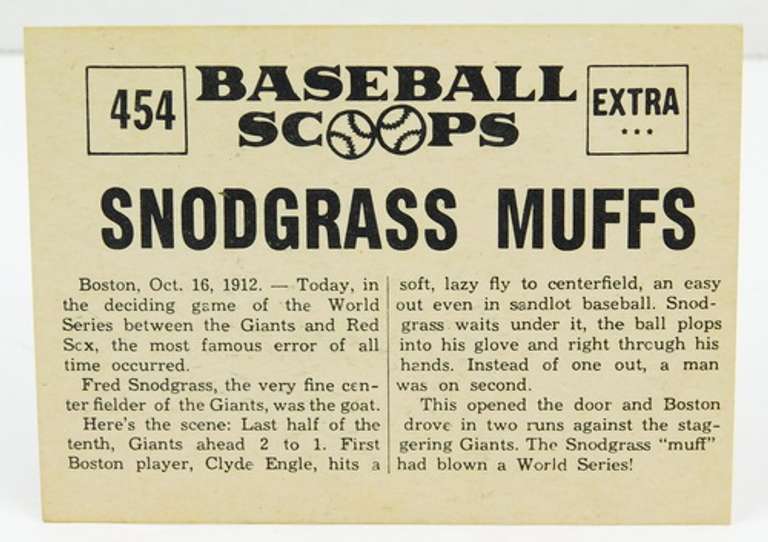 454
BASEBALL
SCOOPS
EXTRA
...
SNODGRASS MUFFS
Boston, Oct. 16, 1912. — Today, in
the deciding game of the World
Series between the Giants and Red
Sox, the most famous error of all
time occurred.
Fred Snodgrass, the very fine cen-
ter fielder of the Giants, was the goat.
Here's the scene: Last half of the
tenth, Giants ahead 2 to 1. First
Boston player, Clyde Engle, hits a
soft, lazy fly to centerfield, an easy
out even in sandlot baseball. Snod-
grass waits under it, the ball plops
into his glove and right through his
hands. Instead of one out, a man
was on second.
This opened the door and Boston
drove in two runs against the stag-
gering Giants. The Snodgrass "muff"
had blown a World Series!